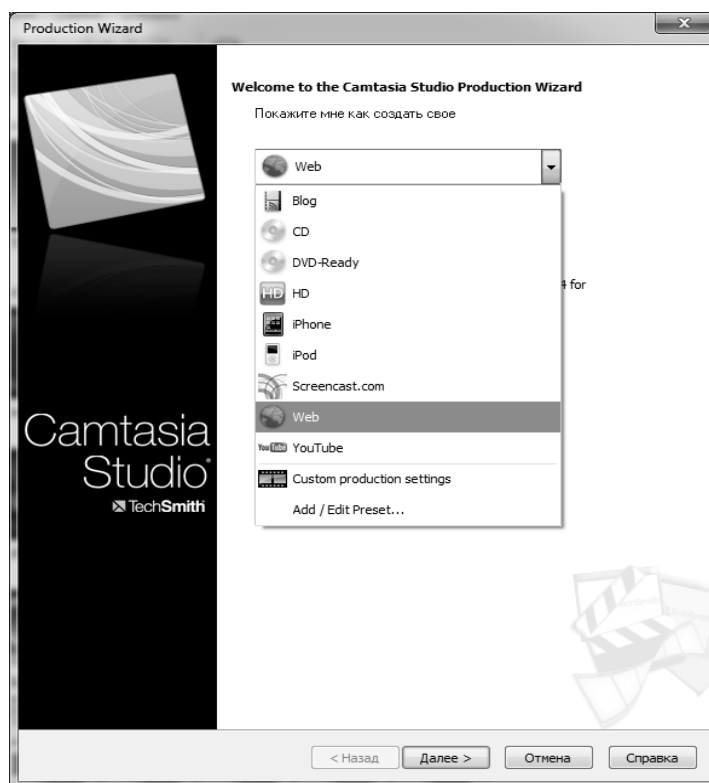 Production Wizard
Welcome to the Camtasia Studio Production Wizard
Покажите мне как создать свое
Web
Blog
CD
DVD-Ready
HD HD
4 for
iPhone
iPod
Screencast.com
Web
YouTube YouTube
Custom production settings
Add / Edit Preset...
Camtasia
Studio
TechSmith
< Назад Далее > Отмена Справка